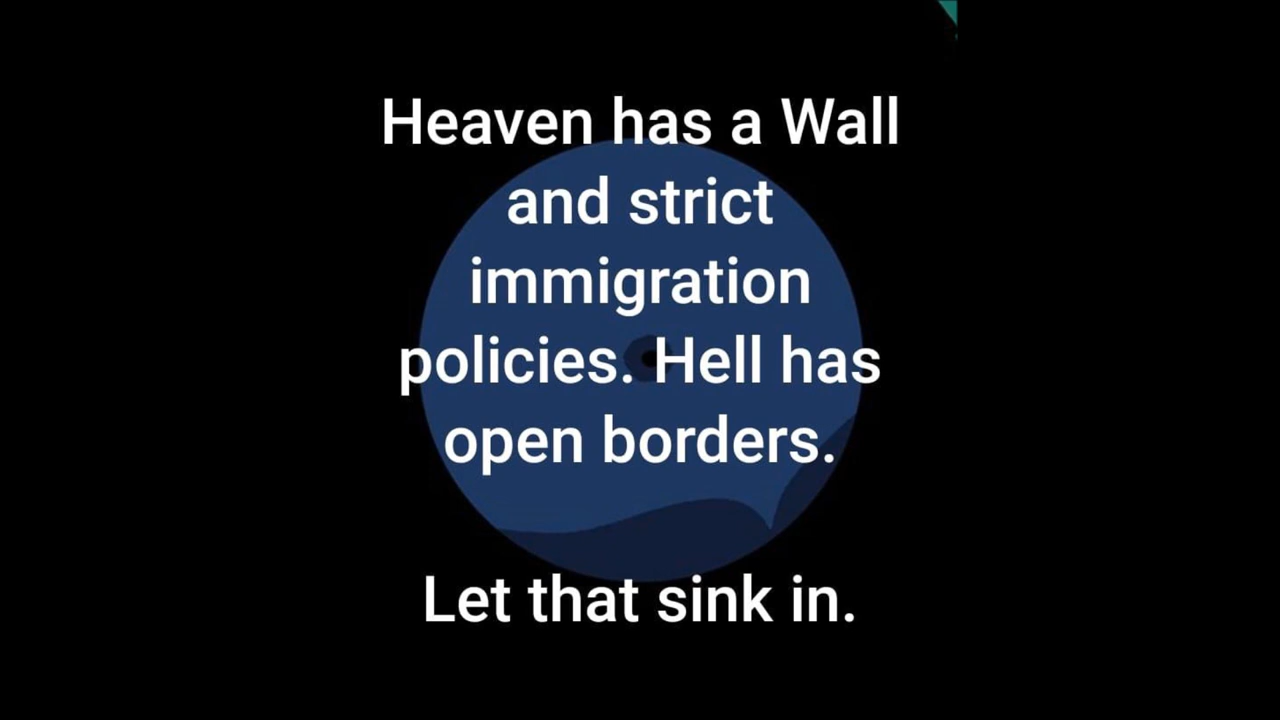 Heaven has a Wall
and strict
immigration
policies. Hell has
open borders.
Let that sink in.